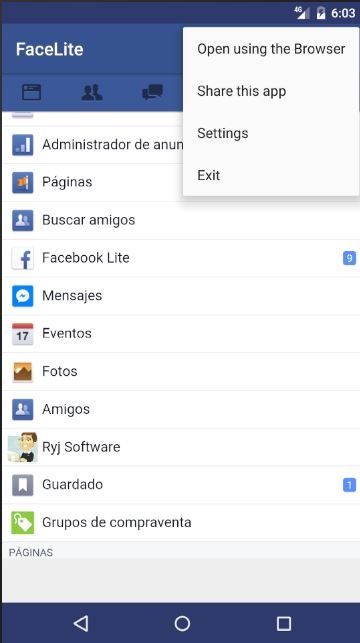 4G 6:03
FaceLite
Open using the Browser
Share this app
Settings
Exit
Administrador de anun
Páginas
Buscar amigos
Facebook Lite 9
Mensajes
17 Eventos
Fotos
Amigos
Ryj Software
Guardado 1
Grupos de compraventa
PÁGINAS